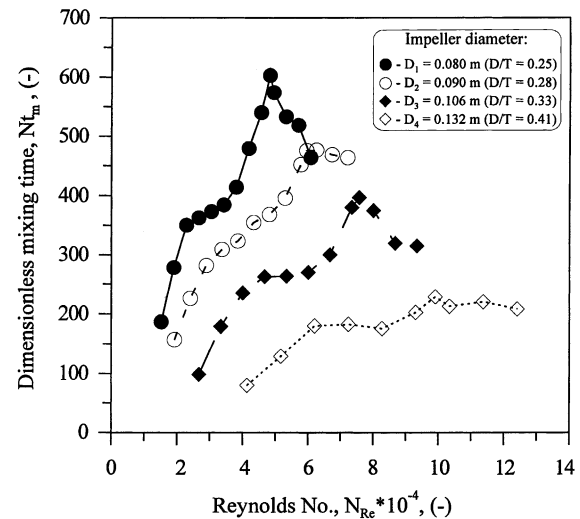 700
600
500
400
300
200
100
0
Dimensionless mixing time, Ntm, (-)
Impeller diameter:
- D1 = 0.080 m (D/T = 0.25)
- D2 = 0.090 m (D/T = 0.28)
- D3 = 0.106 m (D/T = 0.33)
- D4 = 0.132 m (D/T = 0.41)
0 2 4 6 8 10 12 14
Reynolds No., NRe*10-4, (-)